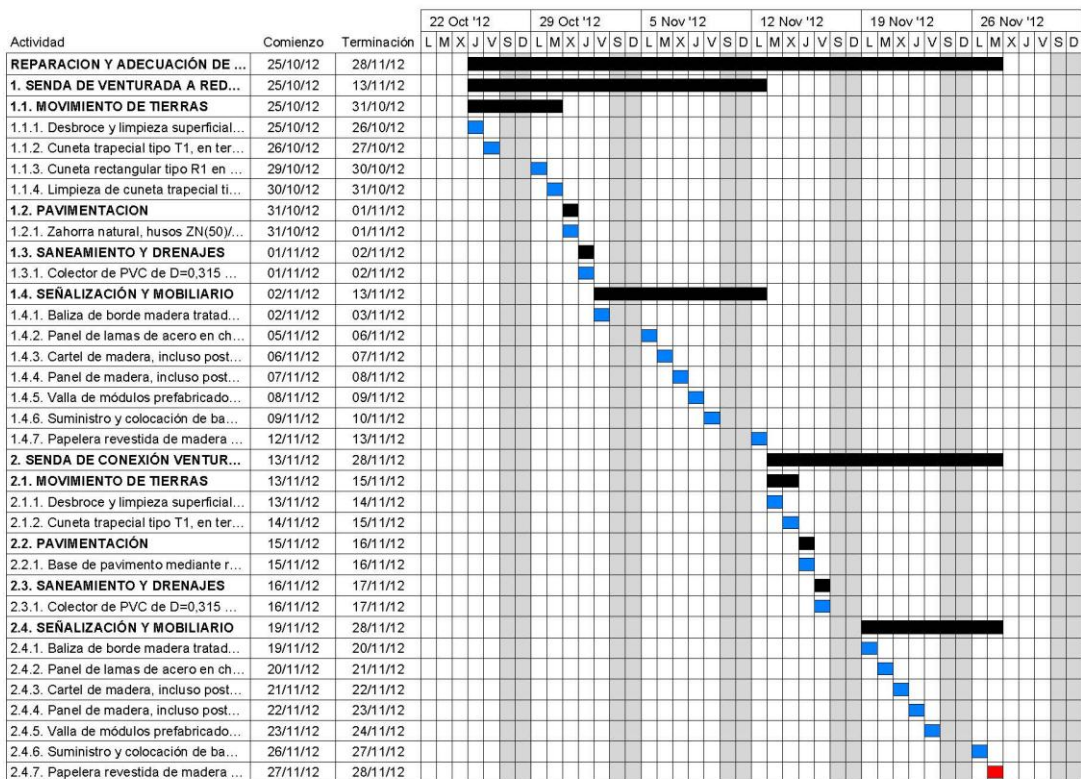 22 Oct '12 29 Oct '12 5 Nov '12 12 Nov '12 19 Nov '12 26 Nov '12
Actividad Comienzo Terminación L M X J V S D L M X J V S D L M X J V S D L M X J V S D L M X J V S D L M X J V S D
REPARACION Y ADECUACIÓN DE ... 25/10/12 28/11/12
1. SENDA DE VENTURADA A RED... 25/10/12 13/11/12
1.1. MOVIMIENTO DE TIERRAS 25/10/12 31/10/12
1.1.1. Desbroce y limpieza superficial... 25/10/12 26/10/12
1.1.2. Cuneta trapecial tipo T1, en ter... 26/10/12 27/10/12
1.1.3. Cuneta rectangular tipo R1 en ... 29/10/12 30/10/12
1.1.4. Limpieza de cuneta trapecial ti... 30/10/12 31/10/12
1.2. PAVIMENTACION 31/10/12 01/11/12
1.2.1. Zahorra natural, husos ZN(50)/... 31/10/12 01/11/12
1.3. SANEAMIENTO Y DRENAJES 01/11/12 02/11/12
1.3.1. Colector de PVC de D=0,315 ... 01/11/12 02/11/12
1.4. SEÑALIZACIÓN Y MOBILIARIO 02/11/12 13/11/12
1.4.1. Baliza de borde madera tratad... 02/11/12 03/11/12
1.4.2. Panel de lamas de acero en ch... 05/11/12 06/11/12
1.4.3. Cartel de madera, incluso post... 06/11/12 07/11/12
1.4.4. Panel de madera, incluso post... 07/11/12 08/11/12
1.4.5. Valla de módulos prefabricado... 08/11/12 09/11/12
1.4.6. Suministro y colocación de ba... 09/11/12 10/11/12
1.4.7. Papelera revestida de madera ... 12/11/12 13/11/12
2. SENDA DE CONEXIÓN VENTUR... 13/11/12 28/11/12
2.1. MOVIMIENTO DE TIERRAS 13/11/12 15/11/12
2.1.1. Desbroce y limpieza superficial... 13/11/12 14/11/12
2.1.2. Cuneta trapecial tipo T1, en ter... 14/11/12 15/11/12
2.2. PAVIMENTACIÓN 15/11/12 16/11/12
2.2.1. Base de pavimento mediante r... 15/11/12 16/11/12
2.3. SANEAMIENTO Y DRENAJES 16/11/12 17/11/12
2.3.1. Colector de PVC de D=0,315 ... 16/11/12 17/11/12
2.4. SEÑALIZACIÓN Y MOBILIARIO 19/11/12 28/11/12
2.4.1. Baliza de borde madera tratad... 19/11/12 20/11/12
2.4.2. Panel de lamas de acero en ch... 20/11/12 21/11/12
2.4.3. Cartel de madera, incluso post... 21/11/12 22/11/12
2.4.4. Panel de madera, incluso post... 22/11/12 23/11/12
2.4.5. Valla de módulos prefabricado... 23/11/12 24/11/12
2.4.6. Suministro y colocación de ba... 26/11/12 27/11/12
2.4.7. Papelera revestida de madera ... 27/11/12 28/11/12